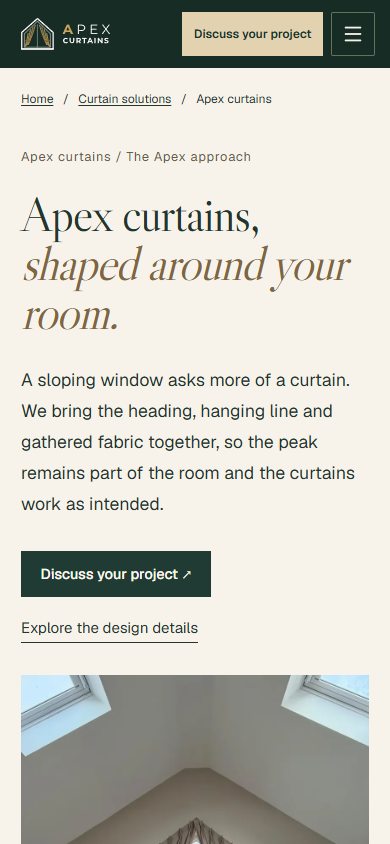 APEX
CURTAINS
Discuss your project
Home / Curtain solutions / Apex curtains
Apex curtains / The Apex approach
Apex curtains,
shaped around your
room.
A sloping window asks more of a curtain.
We bring the heading, hanging line and
gathered fabric together, so the peak
remains part of the room and the curtains
work as intended.
Discuss your project ↗
Explore the design details